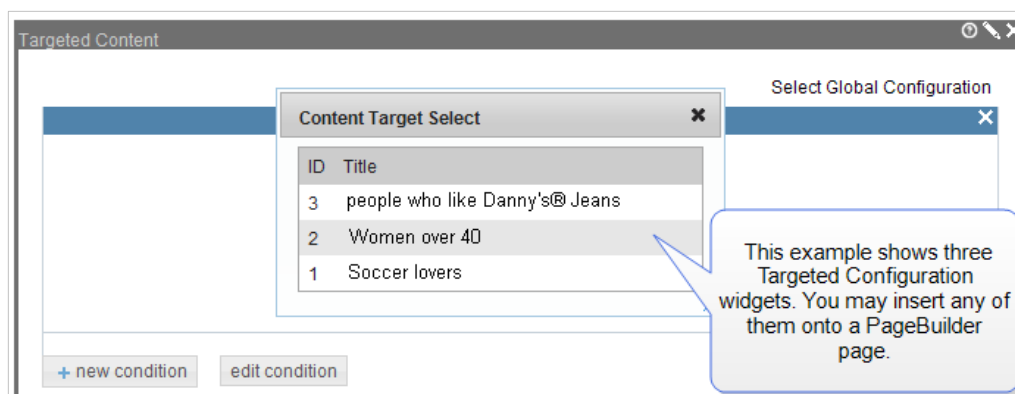 Targeted Content
Select Global Configuration
Content Target Select
ID Title
3 people who like Danny's® Jeans
2 Women over 40
1 Soccer lovers
This example shows three
Targeted Configuration
widgets. You may insert any of
them onto a PageBuilder
page.
+ new condition edit condition